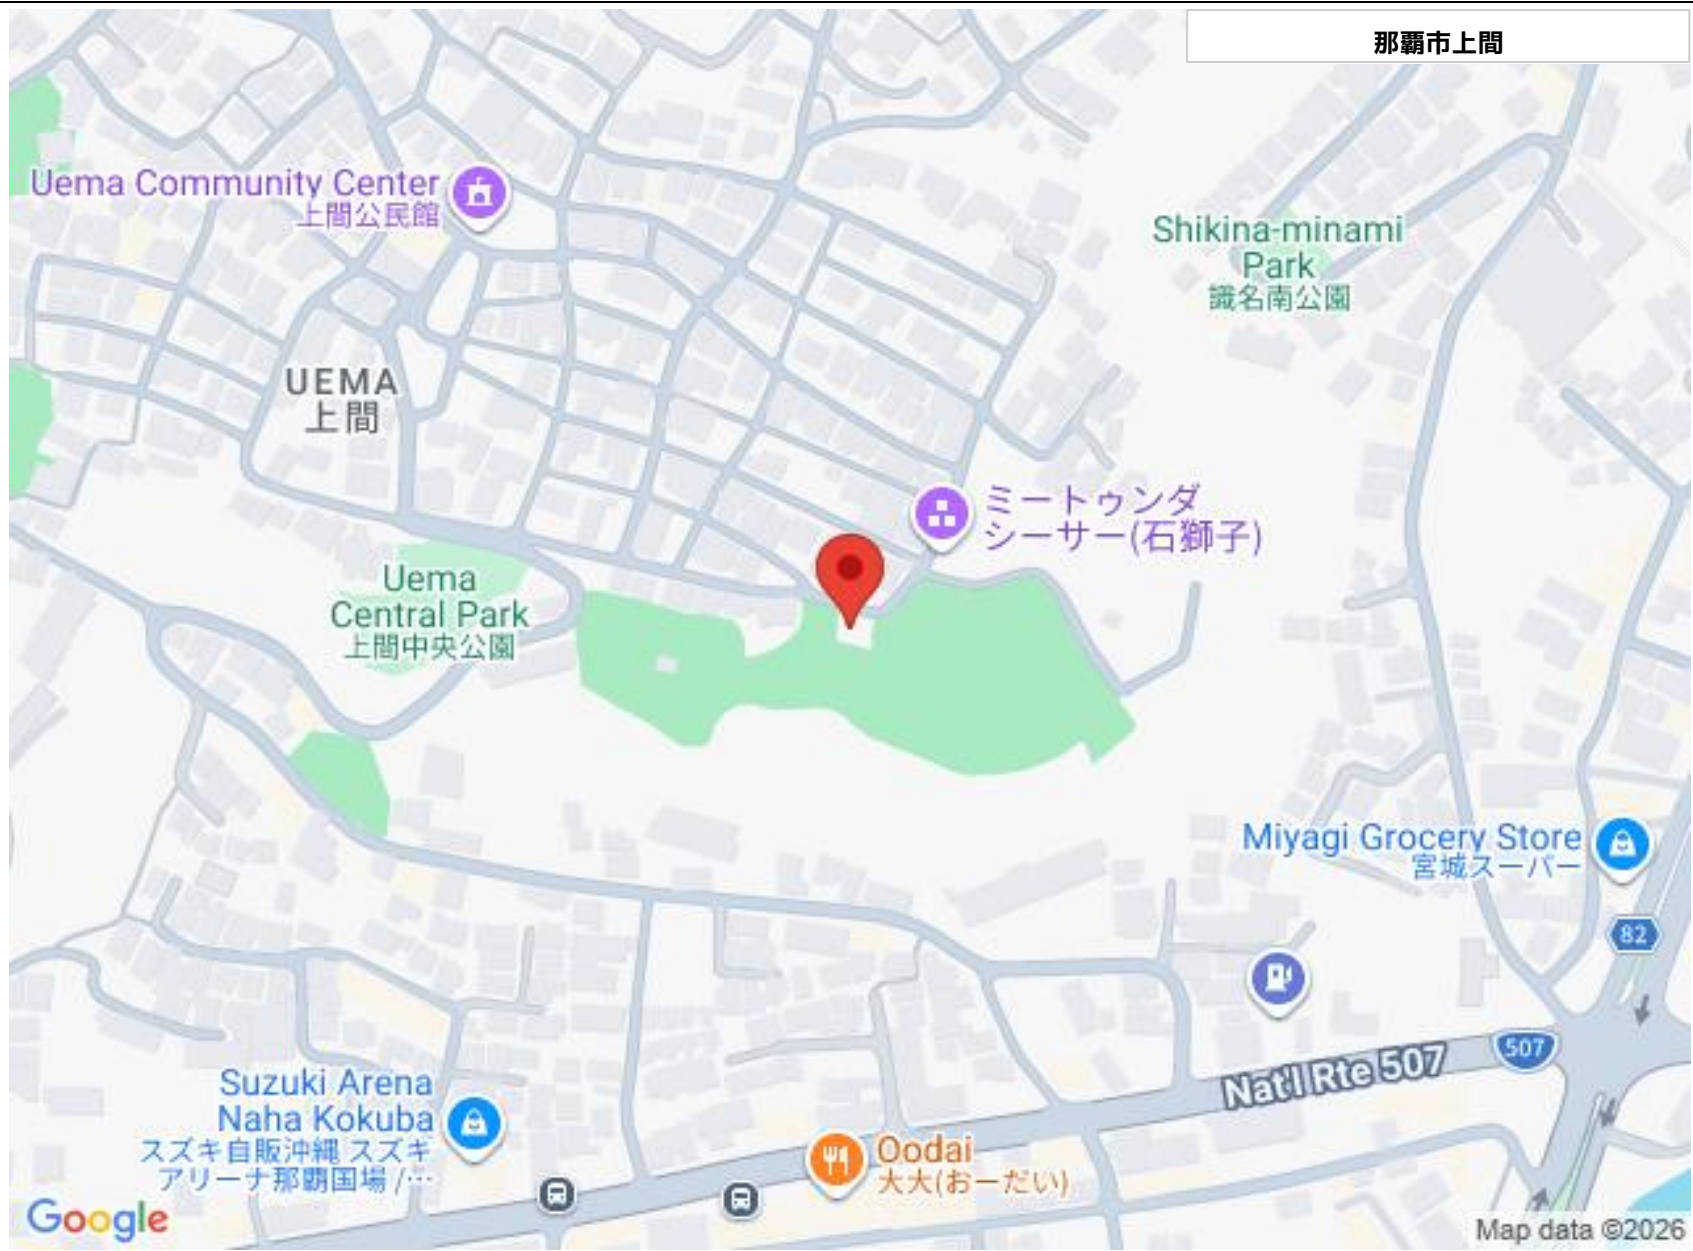 那覇市上間
Uema Community Center
上間公民館
Shikina-minami
Park
識名南公園
UEMA
上間
ミートゥンダ
シーサー(石獅子)
Uema
Central Park
上間中央公園
Miyagi Grocery Store
宮城スーパー
82
507
Nat'l Rte 507
Suzuki Arena
Naha Kokuba
スズキ自販沖縄 スズキ
アリーナ那覇国場 /…
Oodai
大大(おーだい)
Google
Map data ©2026